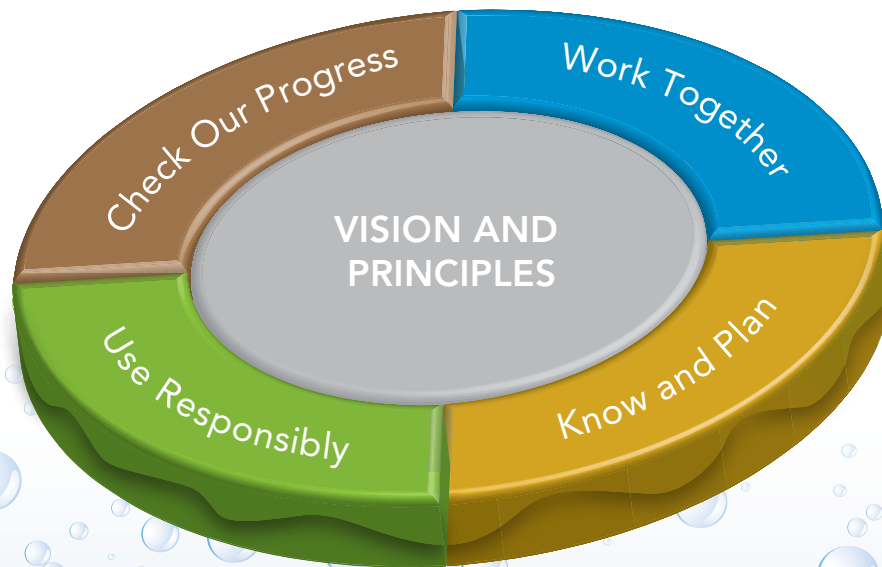 Check Our Progress
Work Together
VISION AND
PRINCIPLES
Use Responsibly
Know and Plan